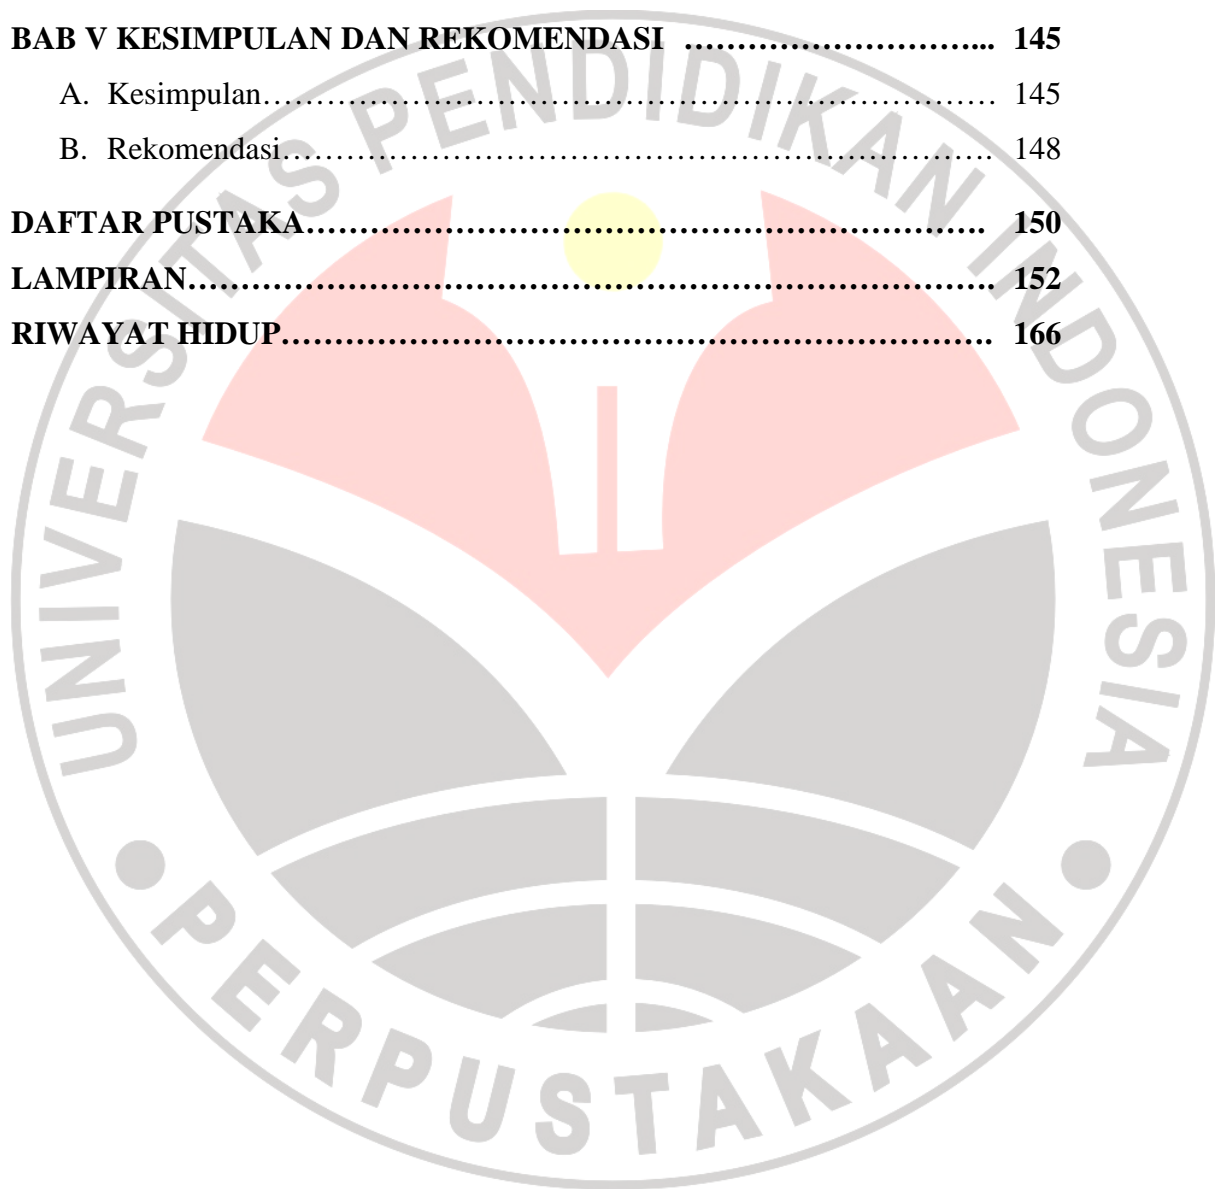 BAB V KESIMPULAN DAN REKOMENDASI ………………………... 145
A. Kesimpulan……………………………………………………………… 145
B. Rekomendasi……………………………………………………………. 148
DAFTAR PUSTAKA………………………………………………………. 150
LAMPIRAN…………………………………………………………………. 152
RIWAYAT HIDUP…………………………………………………………. 166
UNIVERSITAS PENDIDIKAN INDONESIA
PERPUSTAKAAN